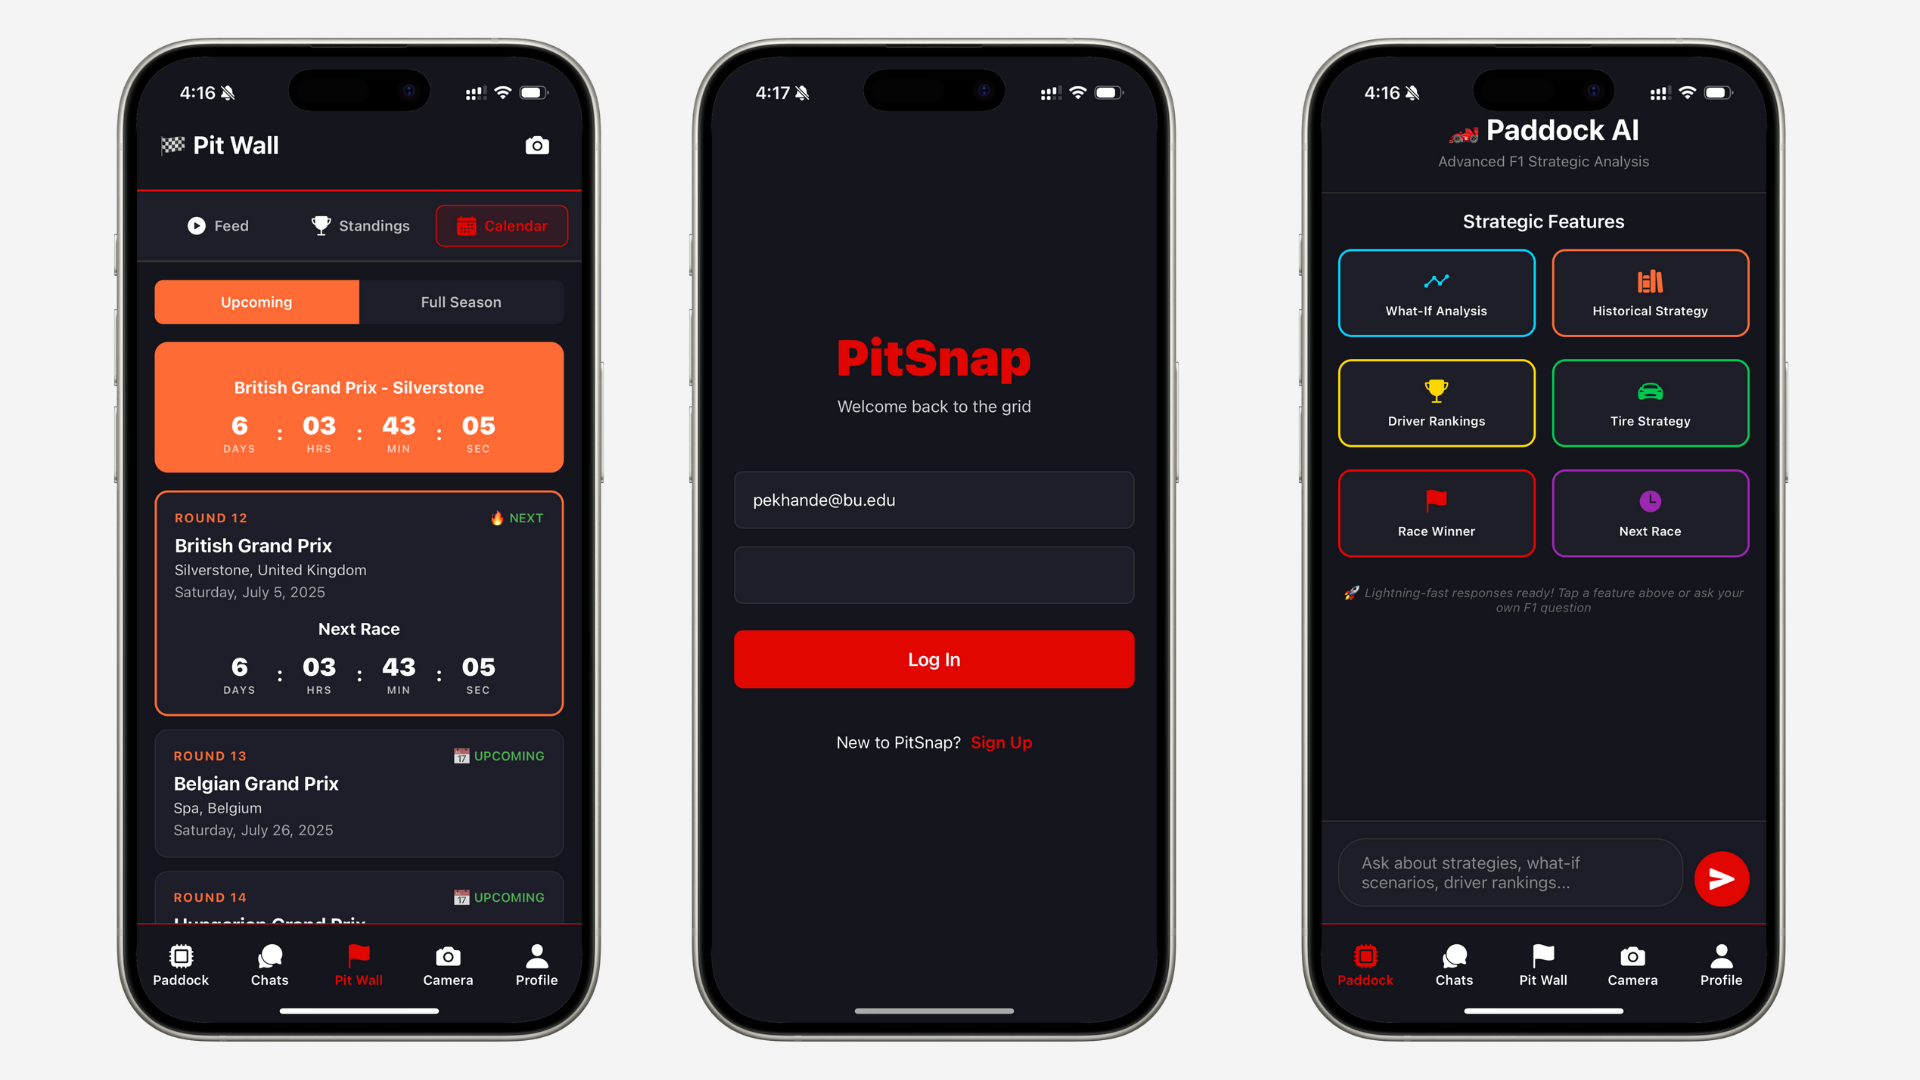 4:16
Pit Wall
Feed
Standings
Calendar
Upcoming
Full Season
British Grand Prix - Silverstone
6 : 03 : 43 : 05
DAYS HRS MIN SEC
ROUND 12
NEXT
British Grand Prix
Silverstone, United Kingdom
Saturday, July 5, 2025
Next Race
6 : 03 : 43 : 05
DAYS HRS MIN SEC
ROUND 13
17 UPCOMING
Belgian Grand Prix
Spa, Belgium
Saturday, July 26, 2025
ROUND 14
17 UPCOMING
Hungarian Grand Prix
Paddock
Chats
Pit Wall
Camera
Profile
4:17
PitSnap
Welcome back to the grid
pekhande@bu.edu
Log In
New to PitSnap? Sign Up
4:16
Paddock AI
Advanced F1 Strategic Analysis
Strategic Features
What-If Analysis
Historical Strategy
Driver Rankings
Tire Strategy
Race Winner
Next Race
Lightning-fast responses ready! Tap a feature above or ask your
own F1 question
Ask about strategies, what-if
scenarios, driver rankings...
Paddock
Chats
Pit Wall
Camera
Profile